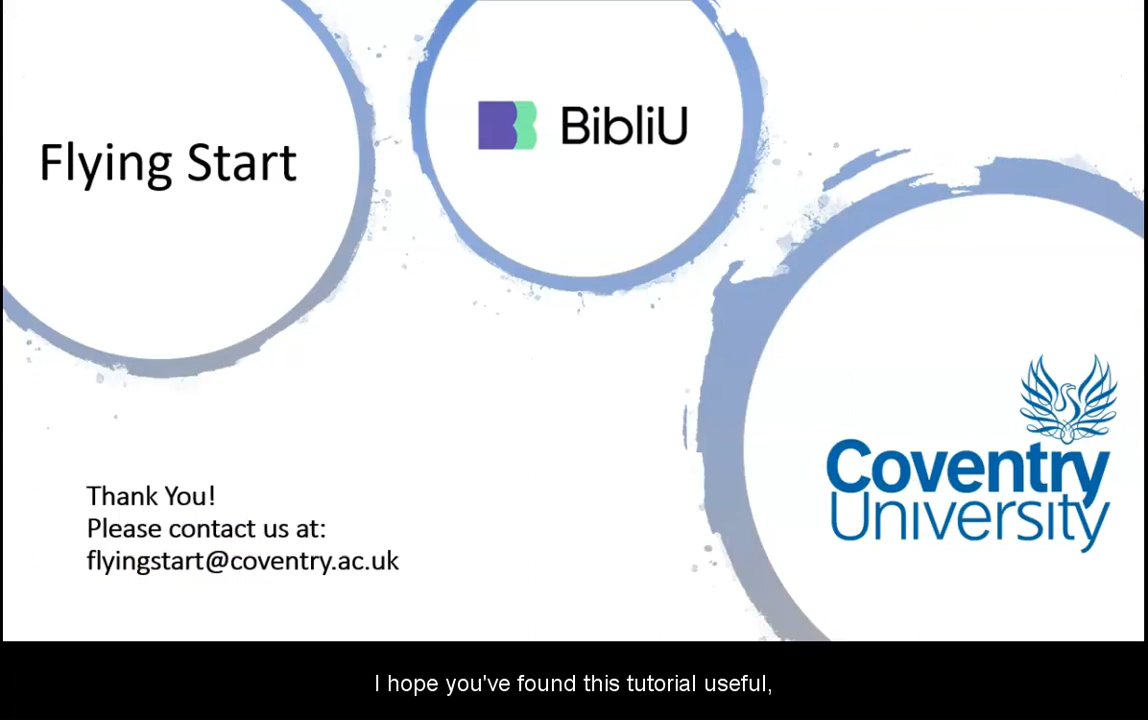 Flying Start
BibliU
Coventry
University
Thank You!
Please contact us at:
flyingstart@coventry.ac.uk
I hope you've found this tutorial useful,